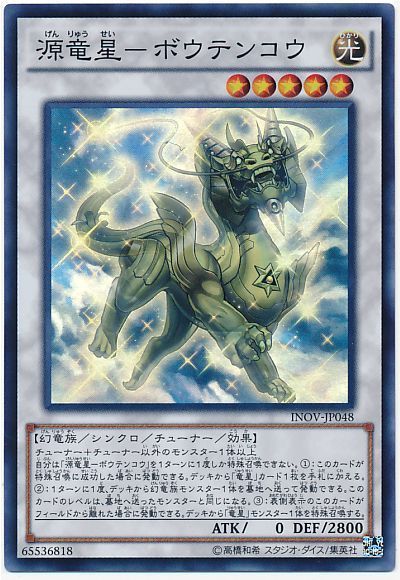 源竜星－ボウテンコウ
光
INOV-JP048
【幻竜族／シンクロ／チューナー／効果】
チューナー＋チューナー以外のモンスター１体以上
自分は「源竜星－ボウテンコウ」を１ターンに１度しか特殊召喚できない。①：このカードが
特殊召喚に成功した場合に発動できる。デッキから「竜星」カード１枚を手札に加える。
②：１ターンに１度、デッキから幻竜族モンスター１体を墓地へ送って発動できる。この
カードのレベルは、墓地へ送ったモンスターと同じになる。③：表側表示のこのカードが
フィールドから離れた場合に発動できる。デッキから「竜星」モンスター１体を特殊召喚する。
ATK/ 0 DEF/2800
65536818
©高橋和希 スタジオ・ダイス/集英社